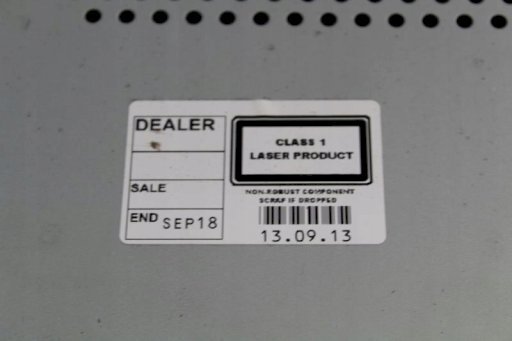 DEALER
SALE
END SEP18
CLASS 1
LASER PRODUCT
NON-ROBUST COMPONENT
SCRAP IF DROPPED
13.09.13